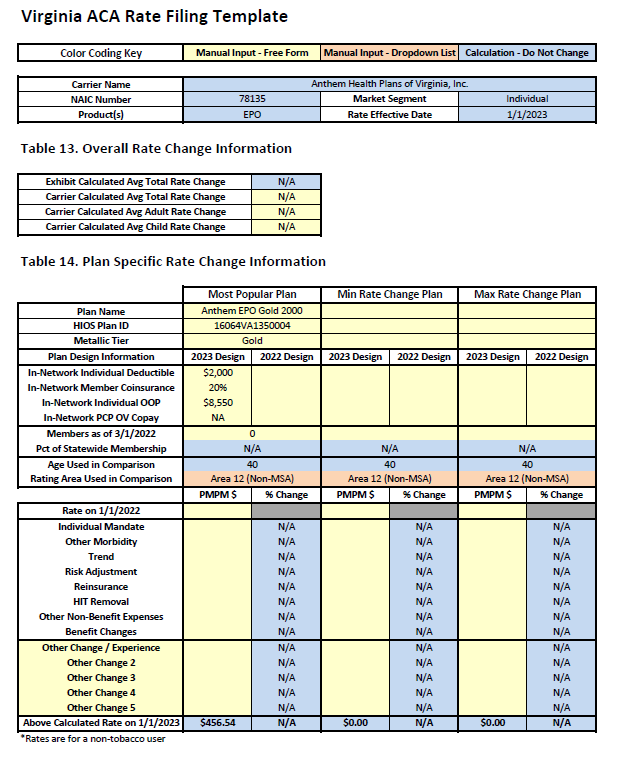 Virginia ACA Rate Filing Template
Color Coding Key Manual Input - Free Form Manual Input - Dropdown List Calculation - Do Not Change
Carrier Name Anthem Health Plans of Virginia, Inc.
NAIC Number 78135 Market Segment Individual
Product(s) EPO Rate Effective Date 1/1/2023
Table 13. Overall Rate Change Information
Exhibit Calculated Avg Total Rate Change N/A
Carrier Calculated Avg Total Rate Change N/A
Carrier Calculated Avg Adult Rate Change N/A
Carrier Calculated Avg Child Rate Change N/A
Table 14. Plan Specific Rate Change Information
Most Popular Plan Min Rate Change Plan Max Rate Change Plan
Plan Name Anthem EPO Gold 2000
HIOS Plan ID 16064VA1350004
Metallic Tier Gold
Plan Design Information 2023 Design 2022 Design 2023 Design 2022 Design 2023 Design 2022 Design
In-Network Individual Deductible $2,000
In-Network Member Coinsurance 20%
In-Network Individual OOP $8,550
In-Network PCP OV Copay NA
Members as of 3/1/2022 0
Pct of Statewide Membership N/A N/A N/A
Age Used in Comparison 40 40 40
Rating Area Used in Comparison Area 12 (Non-MSA) Area 12 (Non-MSA) Area 12 (Non-MSA)
PMPM $ % Change PMPM $ % Change PMPM $ % Change
Rate on 1/1/2022
Individual Mandate N/A N/A N/A
Other Morbidity N/A N/A N/A
Trend N/A N/A N/A
Risk Adjustment N/A N/A N/A
Reinsurance N/A N/A N/A
HIT Removal N/A N/A N/A
Other Non-Benefit Expenses N/A N/A N/A
Benefit Changes N/A N/A N/A
Other Change / Experience N/A N/A N/A
Other Change 2 N/A N/A N/A
Other Change 3 N/A N/A N/A
Other Change 4 N/A N/A N/A
Other Change 5 N/A N/A N/A
Above Calculated Rate on 1/1/2023 $456.54 N/A $0.00 N/A $0.00 N/A
*Rates are for a non-tobacco user